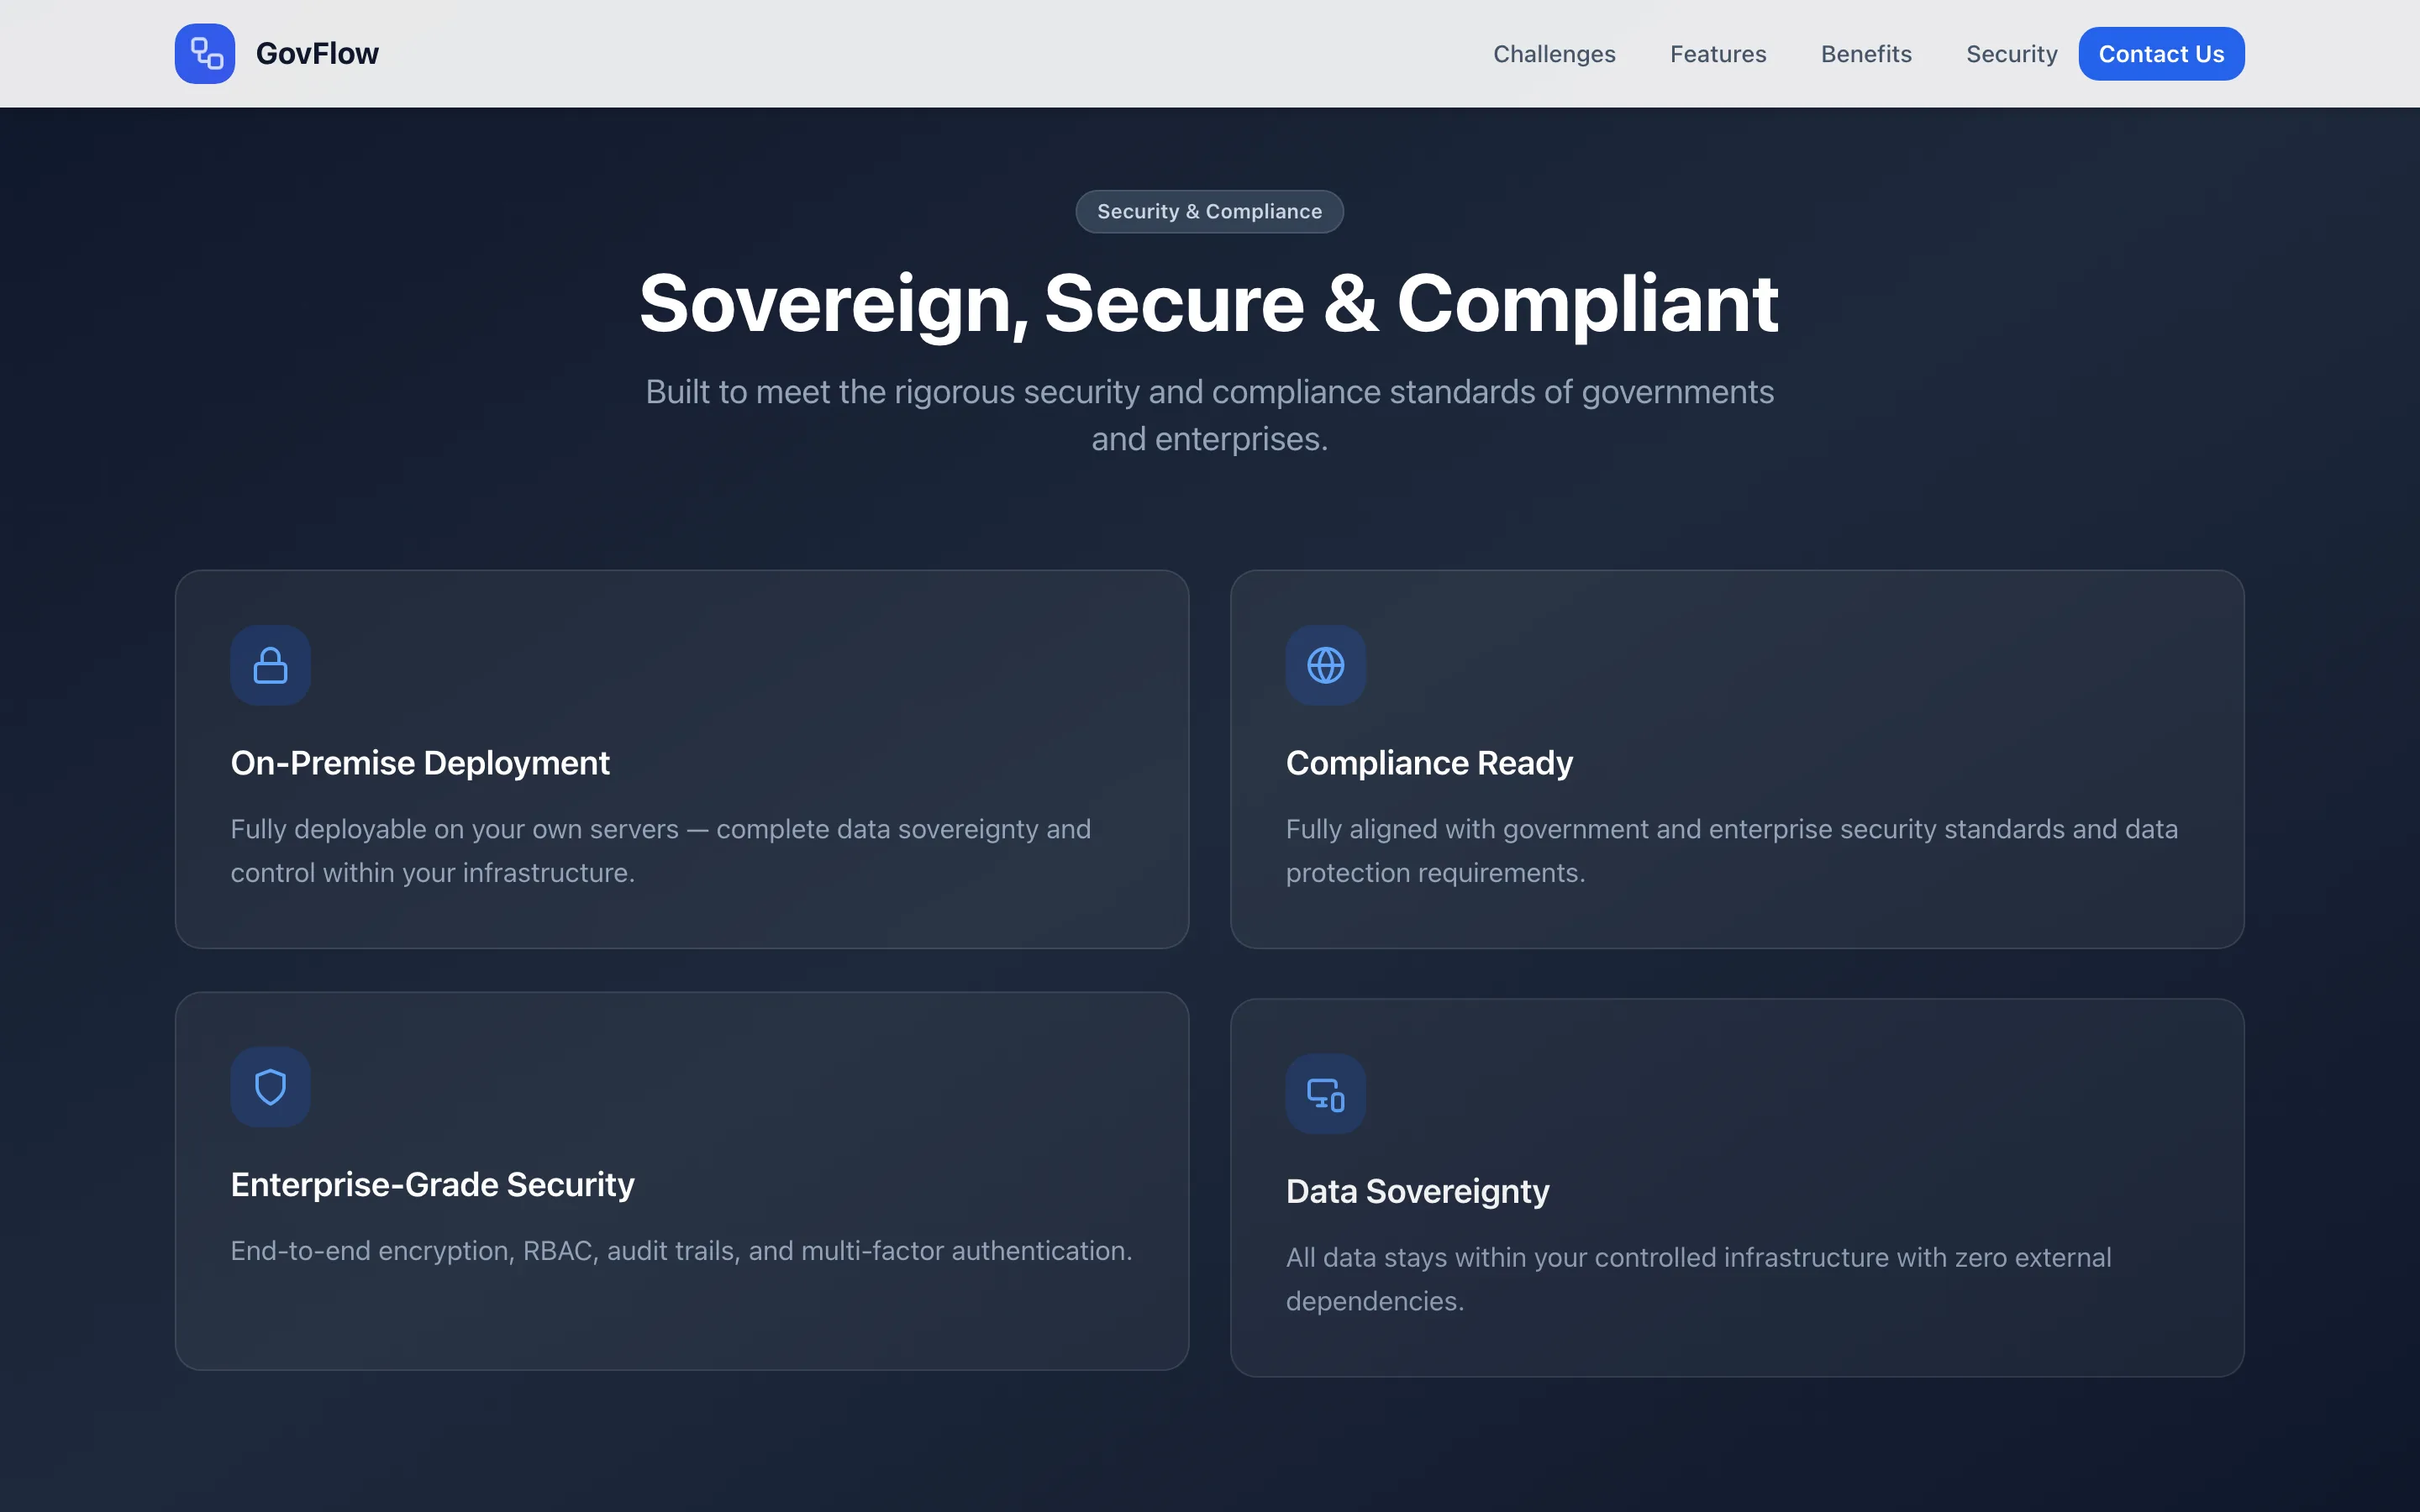 GovFlow
Challenges
Features
Benefits
Security
Contact Us
Security & Compliance
Sovereign, Secure & Compliant
Built to meet the rigorous security and compliance standards of governments
and enterprises.
On-Premise Deployment
Fully deployable on your own servers — complete data sovereignty and
control within your infrastructure.
Compliance Ready
Fully aligned with government and enterprise security standards and data
protection requirements.
Enterprise-Grade Security
End-to-end encryption, RBAC, audit trails, and multi-factor authentication.
Data Sovereignty
All data stays within your controlled infrastructure with zero external
dependencies.